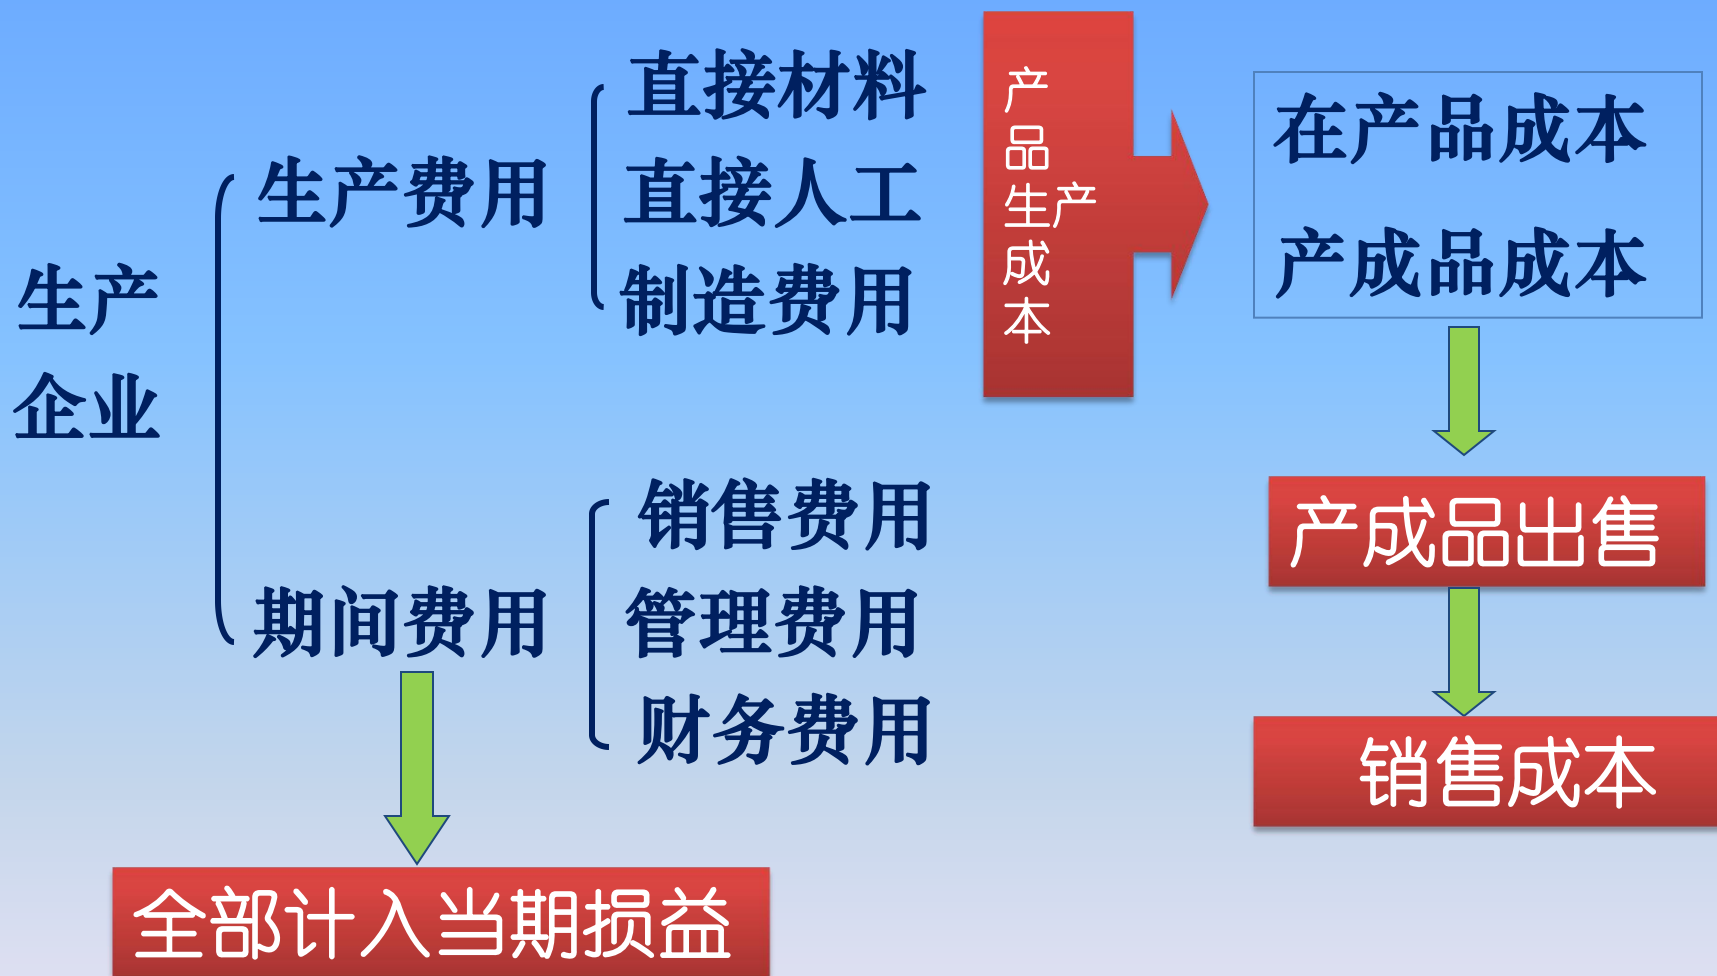 生产
企业
生产费用
直接材料
直接人工
制造费用
期间费用
销售费用
管理费用
财务费用
产
品
生产
成
本
在产品成本
产成品成本
产成品出售
销售成本
全部计入当期损益